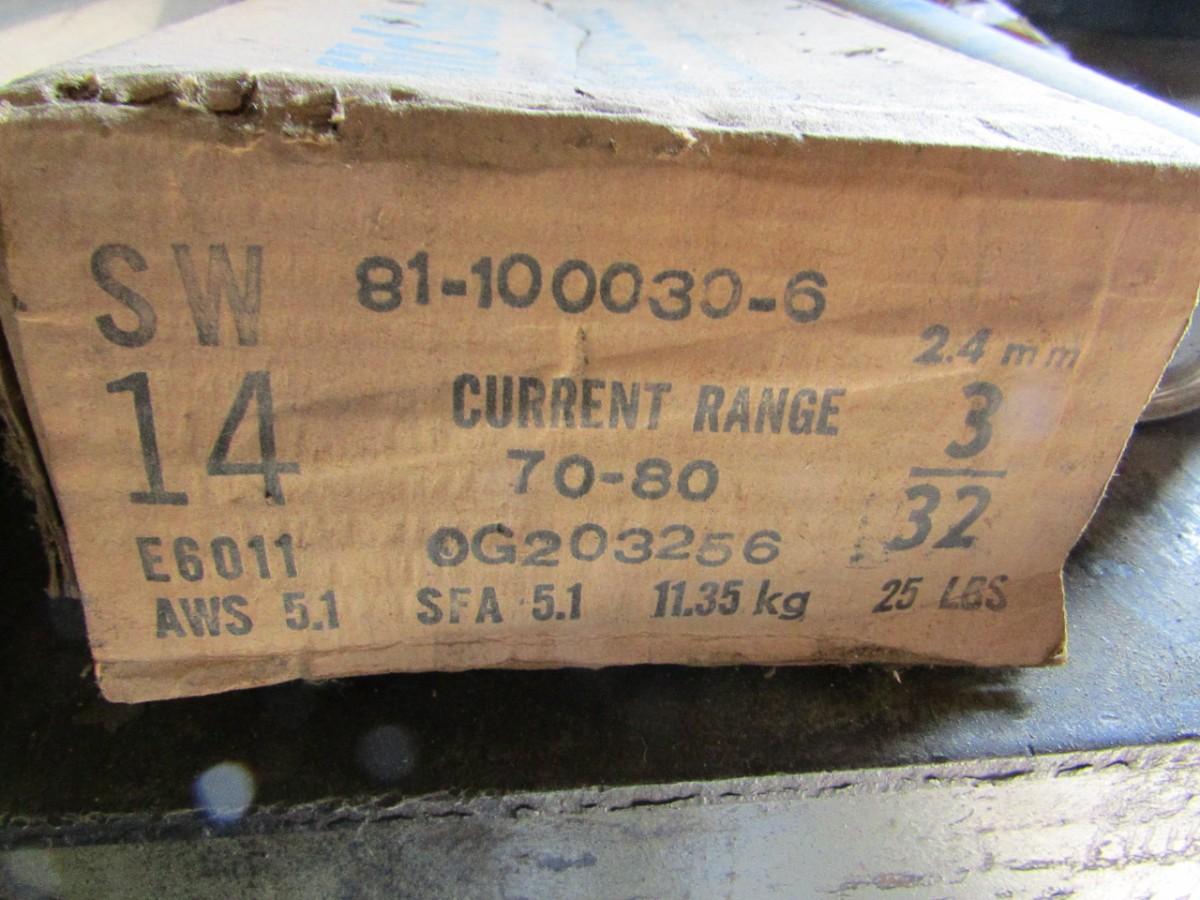 SW 81-100030-6
2.4 mm
14 CURRENT RANGE 3/32
70-80
E6011 0G203256
AWS 5.1 SFA 5.1 11.35 kg 25 LBS